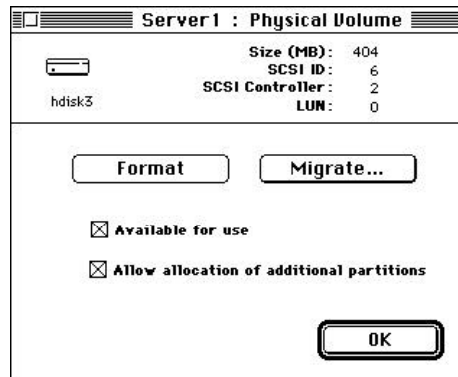 Server1 : Physical Volume
Size (MB): 404
SCSI ID: 6
SCSI Controller: 2
LUN: 0
hdisk3
Format
Migrate...
Available for use
Allow allocation of additional partitions
OK